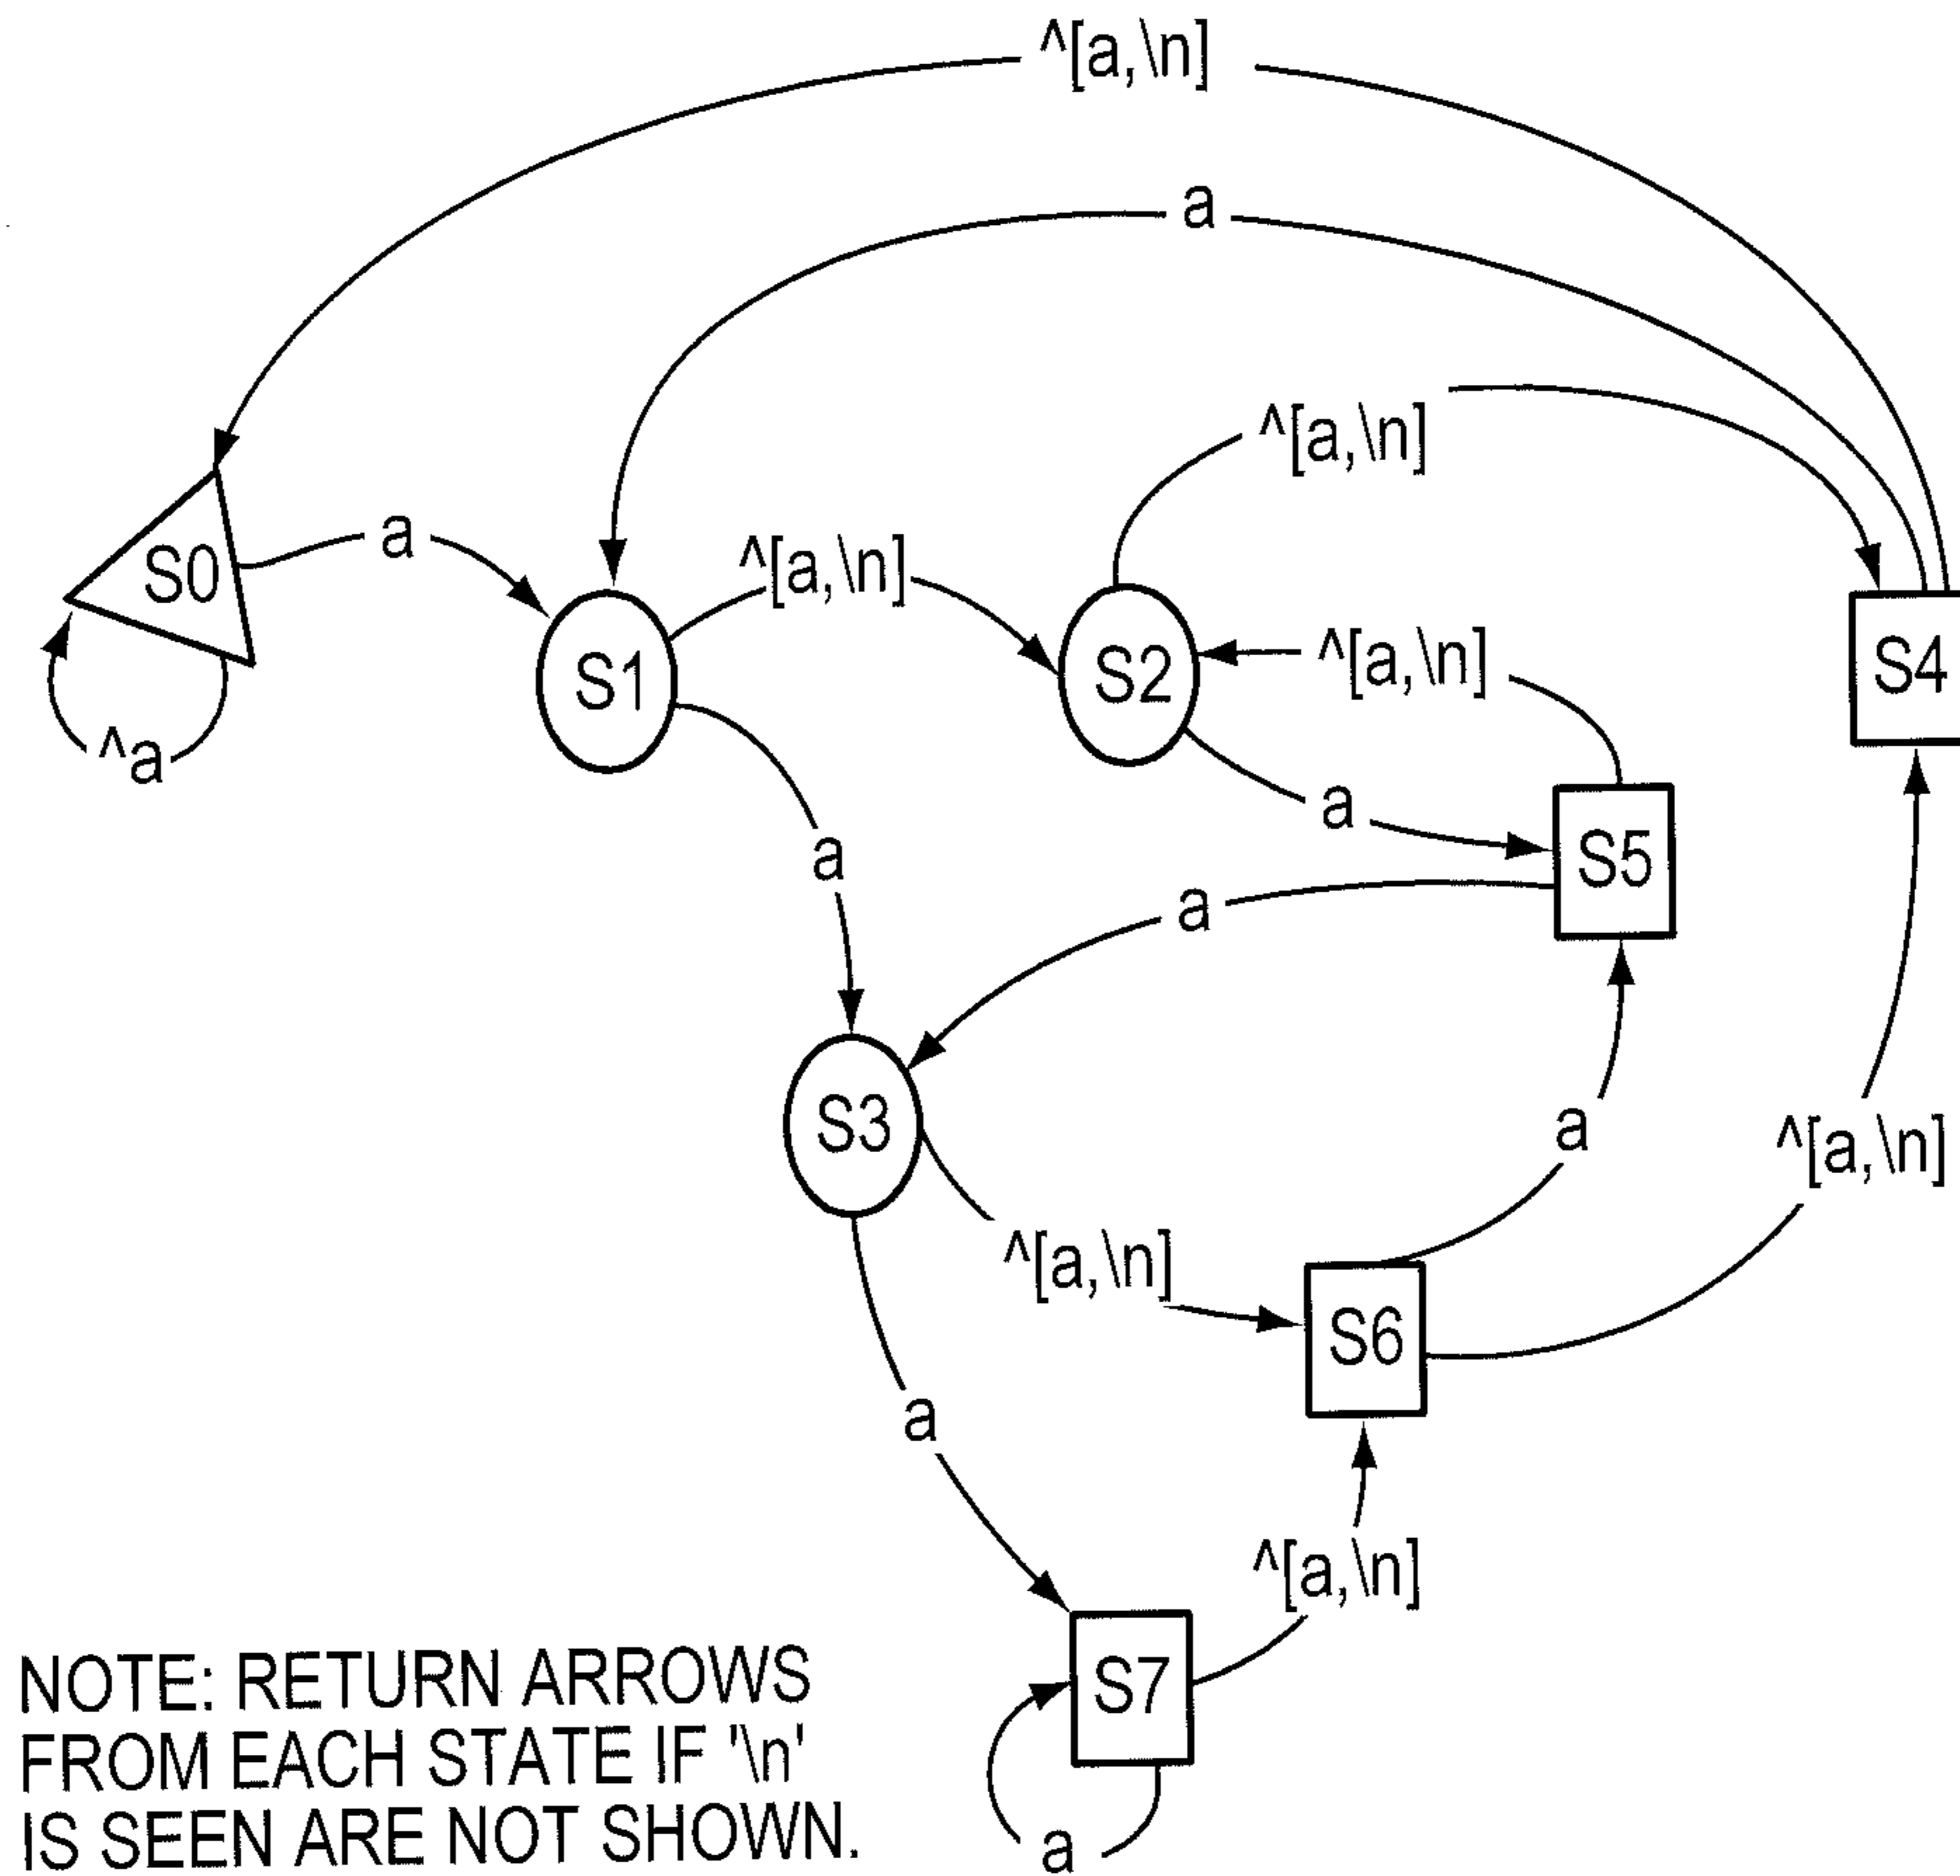 ^[a,\n]
a
^[a,\n]
a
^[a,\n]
S0
^[a,\n]
S1
S2
S4
^a
a
a
S5
a
S3
a
^[a,\n]
^[a,\n]
S6
a
^[a,\n]
S7
NOTE: RETURN ARROWS
FROM EACH STATE IF '\n'
IS SEEN ARE NOT SHOWN.
a